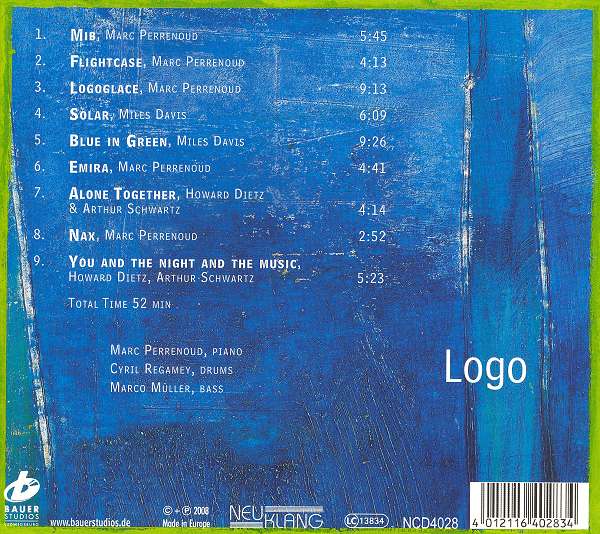 1. Mib, Marc Perrenoud 5:45
2. Flightcase, Marc Perrenoud 4:13
3. Logoglace, Marc Perrenoud 9:13
4. Sòlar, Miles Davis 6:09
5. Blue in Green, Miles Davis 9:26
6. Emira, Marc Perrenoud 4:41
7. Alone Together, Howard Dietz
& Arthur Schwartz 4:14
8. Nax, Marc Perrenoud 2:52
9. You and the night and the music,
Howard Dietz, Arthur Schwartz 5:23
Total Time 52 min
Marc Perrenoud, piano
Cyril Regamey, drums
Marco Müller, bass
Logo
BAUER
STUDIOS
LUDWIGSBURG
www.bauerstudios.de
© + ℗ 2008
Made in Europe
NEU
KLANG
LC 13834
NCD4028
4 012116 402834